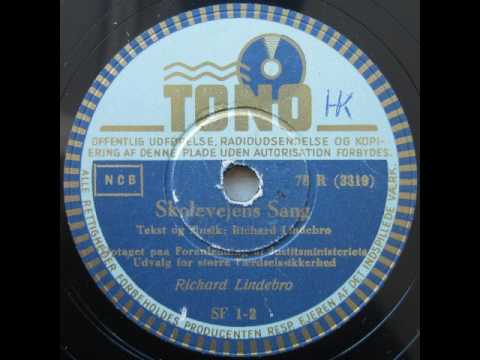 TONO
HK
OFFENTLIG UDFØRELSE, RADIOUDSENDELSE OG KOPI-
ERING AF DENNE PLADE UDEN AUTORISATION FORBYDES.
NCB
78 R (3319)
Skolevejens Sang
Tekst og Musik: Richard Lindebro
Optaget paa Foranledning af Justitsministeriets
Udvalg for større Færdselssikkerhed
Richard Lindebro
SF 1-2
ALLE RETTIGHEDER FORBEHOLDES PRODUCENTEN RESP. EJEREN AF DET INDSPILLEDE VÆRK.